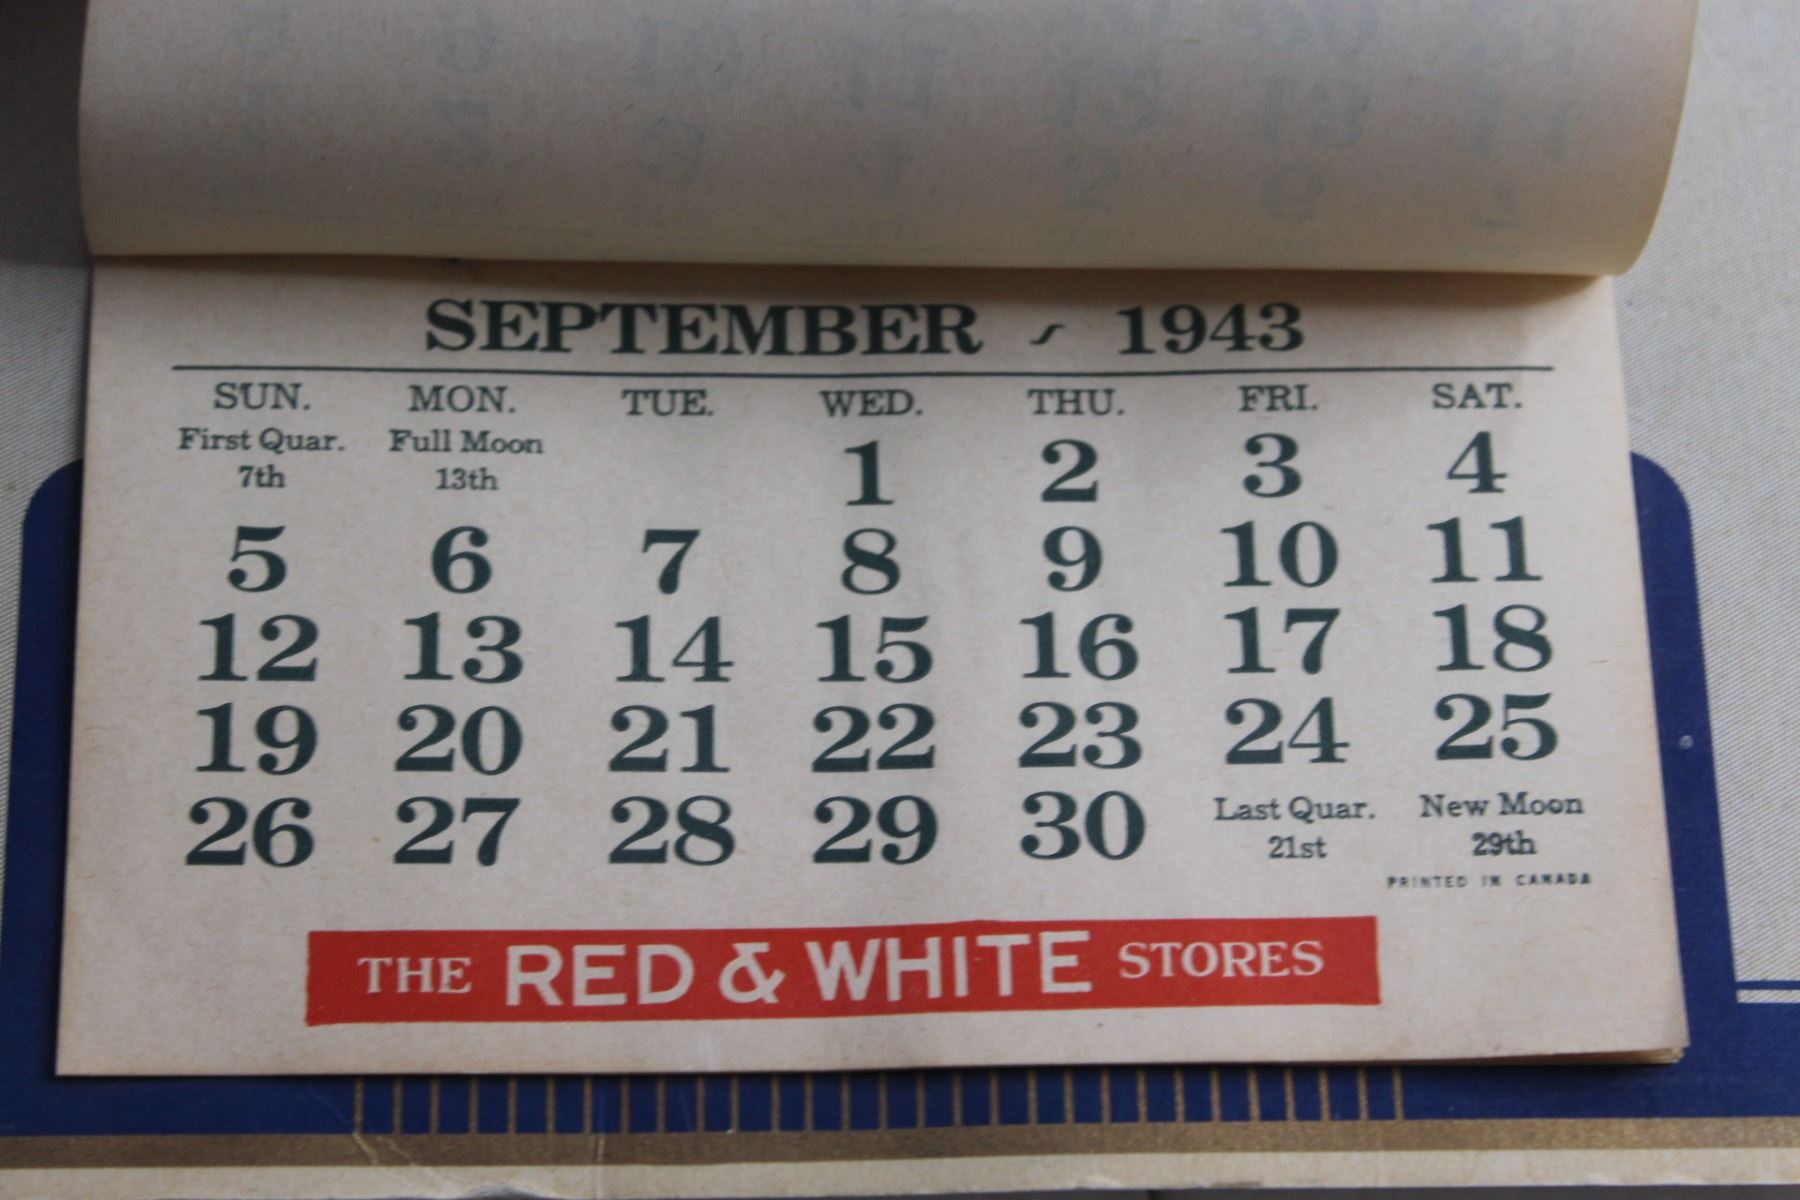 SEPTEMBER ~ 1943
SUN. MON. TUE. WED. THU. FRI. SAT.
First Quar. 7th Full Moon 13th 1 2 3 4
5 6 7 8 9 10 11
12 13 14 15 16 17 18
19 20 21 22 23 24 25
26 27 28 29 30 Last Quar. 21st New Moon 29th
PRINTED IN CANADA
THE RED & WHITE STORES